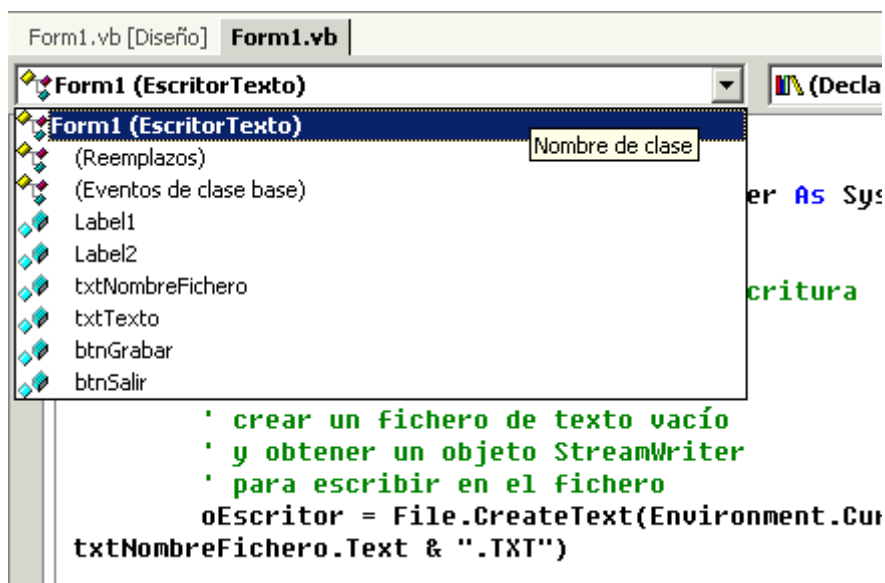 Form1.vb [Diseño] Form1.vb
Form1 (EscritorTexto) (Decla
Form1 (EscritorTexto)
Nombre de clase
(Reemplazos)
(Eventos de clase base)
er As Sys
Label1
Label2
txtNombreFichero
critura
txtTexto
btnGrabar
btnSalir
' crear un fichero de texto vacío
' y obtener un objeto StreamWriter
' para escribir en el fichero
oEscritor = File.CreateText(Environment.Cur
txtNombreFichero.Text & ".TXT")